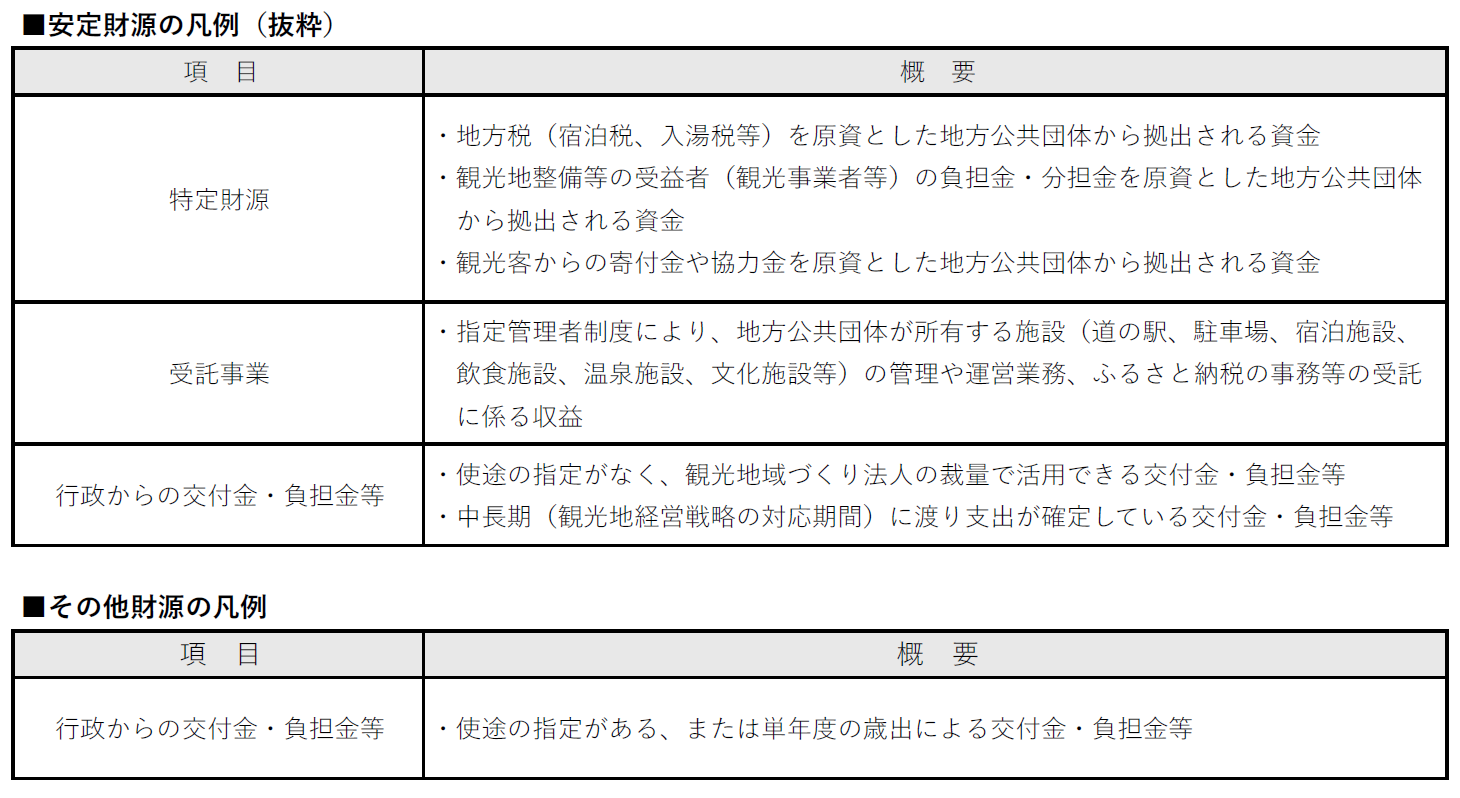 ■安定財源の凡例（抜粋）
項　目
概　要
特定財源
・地方税（宿泊税、入湯税等）を原資とした地方公共団体から拠出される資金
・観光地整備等の受益者（観光事業者等）の負担金・分担金を原資とした地方公共団体
から拠出される資金
・観光客からの寄付金や協力金を原資とした地方公共団体から拠出される資金
受託事業
・指定管理者制度により、地方公共団体が所有する施設（道の駅、駐車場、宿泊施設、
飲食施設、温泉施設、文化施設等）の管理や運営業務、ふるさと納税の事務等の受託
に係る収益
行政からの交付金・負担金等
・使途の指定がなく、観光地域づくり法人の裁量で活用できる交付金・負担金等
・中長期（観光地経営戦略の対応期間）に渡り支出が確定している交付金・負担金等
■その他財源の凡例
項　目
概　要
行政からの交付金・負担金等
・使途の指定がある、または単年度の歳出による交付金・負担金等